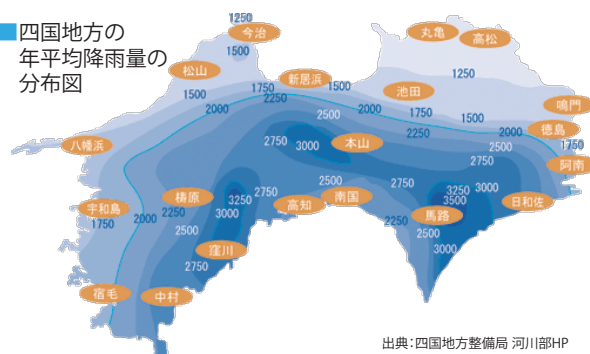 四国地方の
年平均降雨量の
分布図
1250
今治
1500
丸亀
高松
松山
新居浜
1750
1500
1250
1500
2250
池田
鳴門
2000
2000
1750
2500
1500
徳島
2250
2000
1750
八幡浜
2750
3000
本山
2500
2750
阿南
梼原
2750
2500
2750
3250
3000
宇和島
2250
3250
高知
南国
3500
日和佐
1750
2000
3000
馬路
2500
2250
窪川
2500
2750
3000
宿毛
中村
出典:四国地方整備局 河川部HP